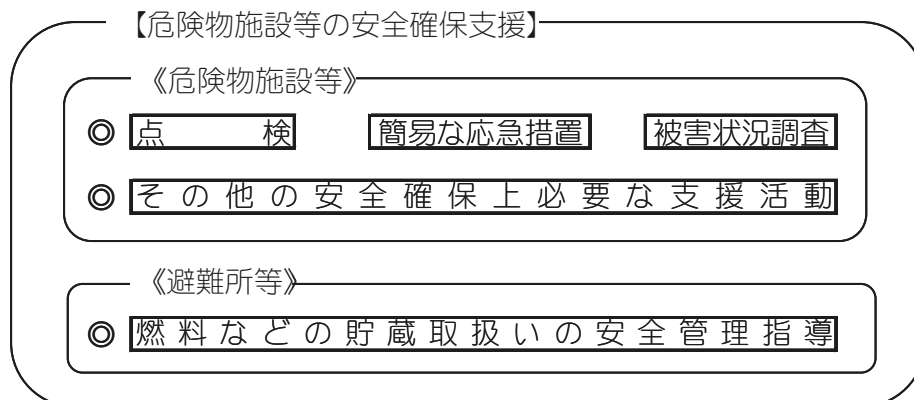 【危険物施設等の安全確保支援】
《危険物施設等》
◎ 点検 簡易な応急措置 被害状況調査
◎ その他の安全確保上必要な支援活動
《避難所等》
◎ 燃料などの貯蔵取扱いの安全管理指導